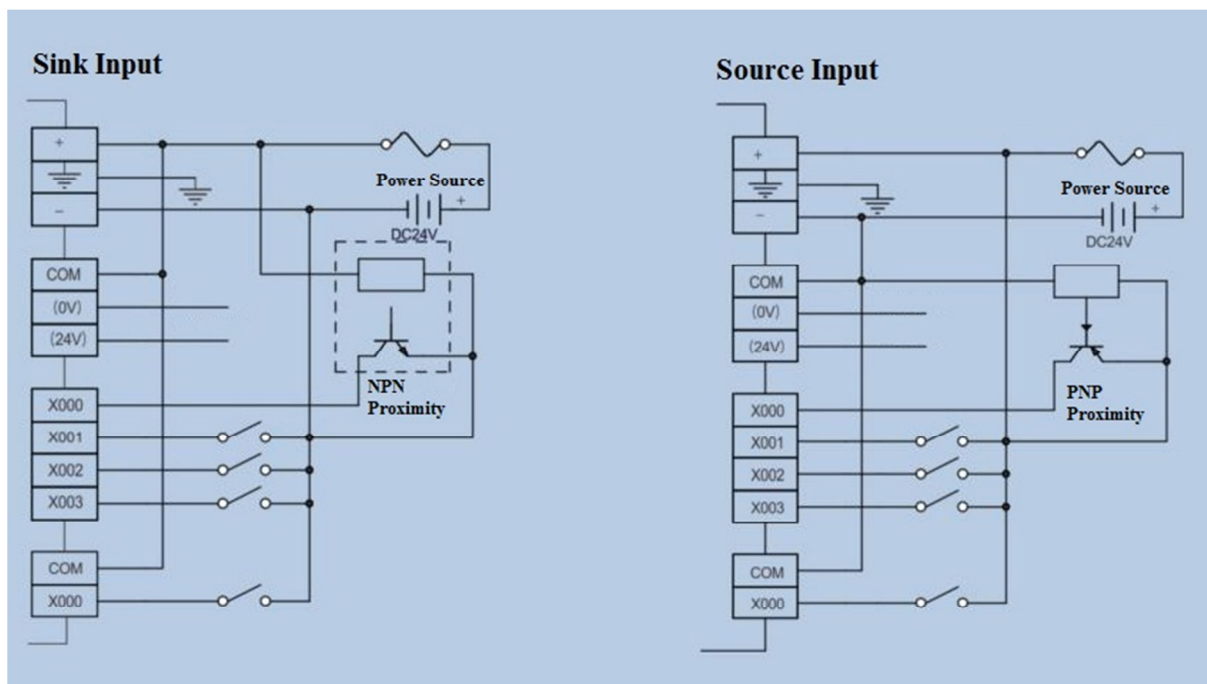 Sink Input
+
Power Source
-
+
DC24V
COM
(0V)
(24V)
NPN
Proximity
X000
X001
X002
X003
COM
X000
Source Input
+
Power Source
-
+
DC24V
COM
(0V)
(24V)
PNP
Proximity
X000
X001
X002
X003
COM
X000